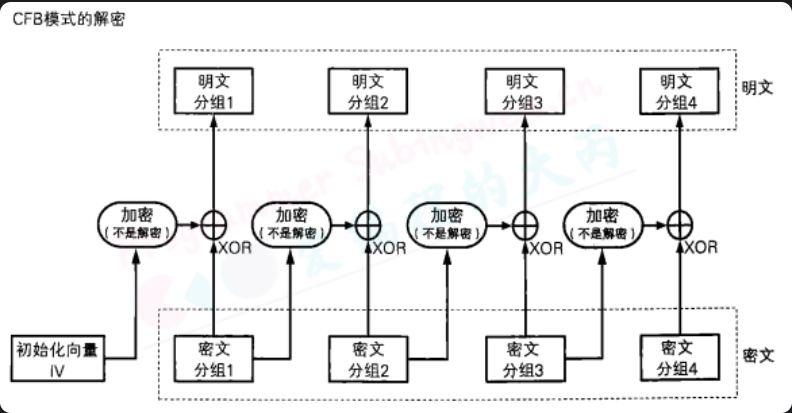 CFB模式的解密
明文
分组1
明文
分组2
明文
分组3
明文
分组4
明文
加密
(不是解密)
XOR
加密
(不是解密)
XOR
加密
(不是解密)
XOR
加密
(不是解密)
XOR
初始化向量
IV
密文
分组1
密文
分组2
密文
分组3
密文
分组4
密文